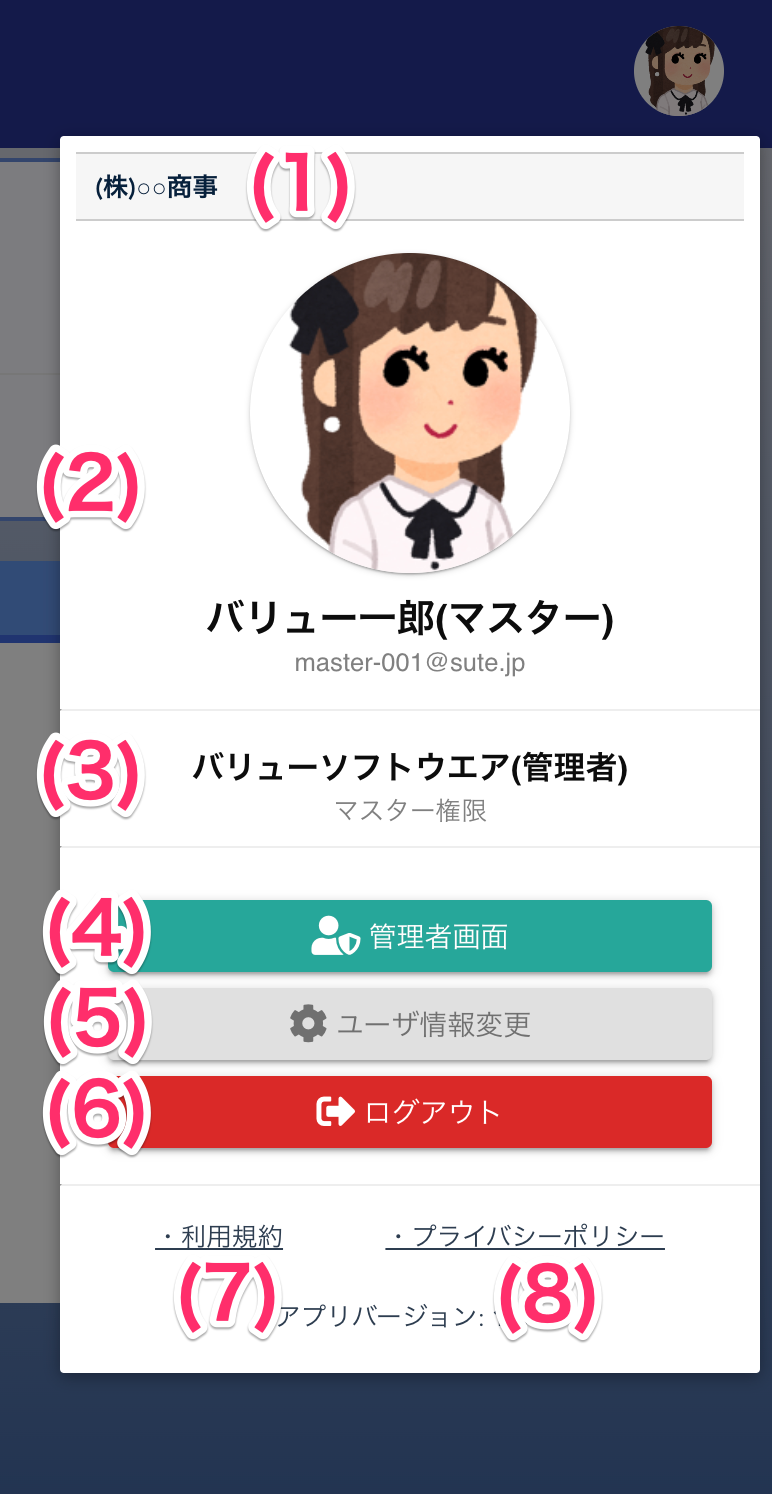 (株)○○商事 (1)
(2)
バリュー一郎(マスター)
master-001@sute.jp
(3) バリューソフトウエア(管理者)
マスター権限
(4) 管理者画面
(5) ユーザ情報変更
(6) ログアウト
・利用規約 ・プライバシーポリシー
(7) (8)
アプリバージョン: